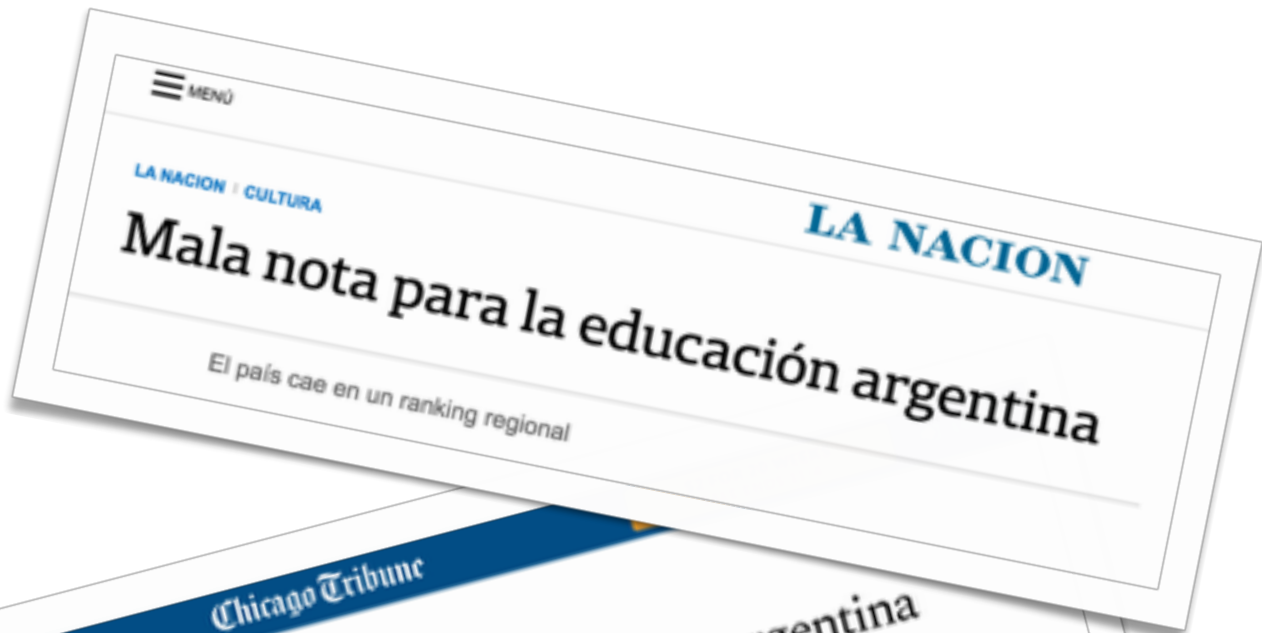 MENÚ
LA NACION
LA NACION | CULTURA
Mala nota para la educación argentina
El país cae en un ranking regional
Chicago Tribune